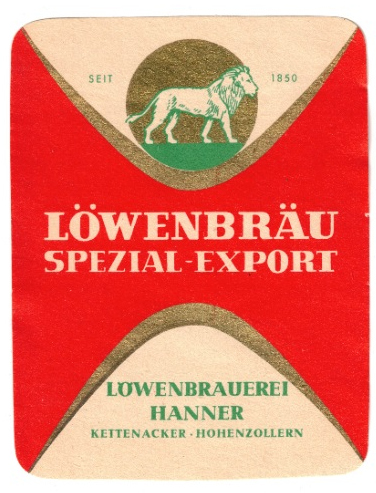 SEIT 1850
LÖWENBRÄU
SPEZIAL-EXPORT
LÖWENBRAUEREI
HANNER
KETTENACKER · HOHENZOLLERN